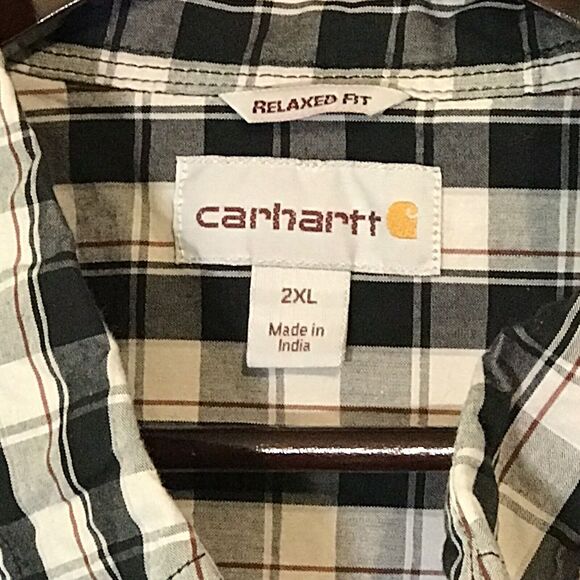 RELAXED FIT
carhartt
2XL
Made in
India